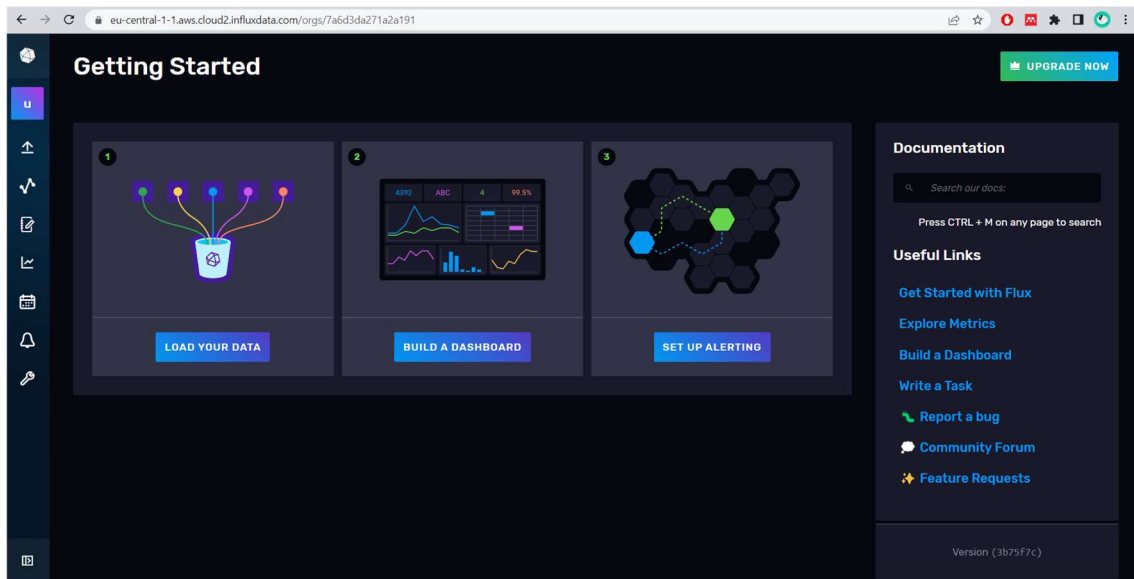 eu-central-1-1.aws.cloud2.influxdata.com/orgs/7a6d3da271a2a191
Getting Started
UPGRADE NOW
u
1
2
3
4392 ABC 4 99.5%
LOAD YOUR DATA
BUILD A DASHBOARD
SET UP ALERTING
Documentation
Search our docs:
Press CTRL + M on any page to search
Useful Links
Get Started with Flux
Explore Metrics
Build a Dashboard
Write a Task
Report a bug
Community Forum
Feature Requests
Version (3b75f7c)